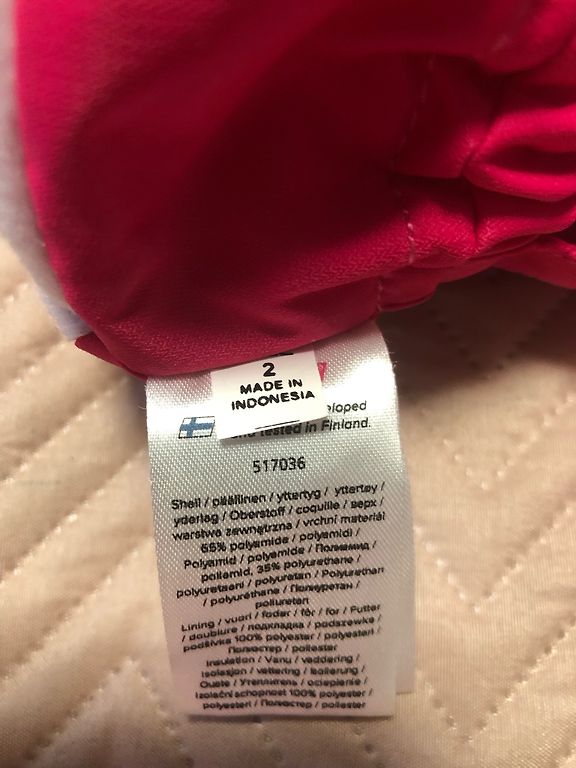 2
MADE IN
INDONESIA
eloped
and tested in Finland.
517036
Shell / päällinen / yttertyg / yttertøy /
yderlag / Oberstoff / coquille / верх /
warstwa zewnętrzna / vrchní materiál
65% polyamide / polyamidi /
Polyamid / polyamide / Полиамид /
poliamid, 35% polyurethane /
polyuretaani / polyuretan / Polyurethan
/ polyuréthane / Полиуретан /
poliuretan
Lining / vuori / foder / fôr / for / Futter
/ doublure / подкладка / podszewka /
podšívka 100% polyester / polyesteri /
Полиэстер / poliester
Insulation / Vanu / vaddering /
Isolasjon / vattering / Isolierung /
Ouate / Утеплитель / ocieplenie /
Izolační schopnost 100% polyester /
polyesteri / Полиэстер / poliester